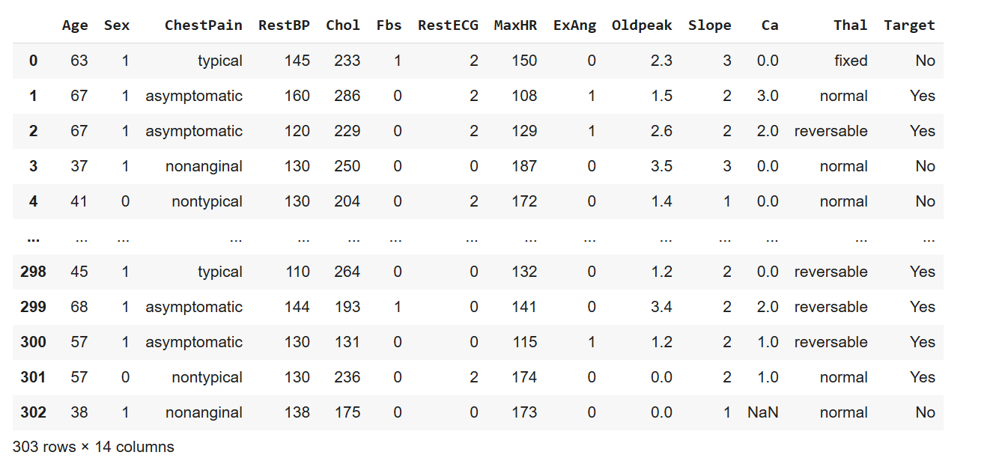 Age Sex ChestPain RestBP Chol Fbs RestECG MaxHR ExAng Oldpeak Slope Ca Thal Target
0 63 1 typical 145 233 1 2 150 0 2.3 3 0.0 fixed No
1 67 1 asymptomatic 160 286 0 2 108 1 1.5 2 3.0 normal Yes
2 67 1 asymptomatic 120 229 0 2 129 1 2.6 2 2.0 reversable Yes
3 37 1 nonanginal 130 250 0 0 187 0 3.5 3 0.0 normal No
4 41 0 nontypical 130 204 0 2 172 0 1.4 1 0.0 normal No
... ... ... ... ... ... ... ... ... ... ... ... ... ... ...
298 45 1 typical 110 264 0 0 132 0 1.2 2 0.0 reversable Yes
299 68 1 asymptomatic 144 193 1 0 141 0 3.4 2 2.0 reversable Yes
300 57 1 asymptomatic 130 131 0 0 115 1 1.2 2 1.0 reversable Yes
301 57 0 nontypical 130 236 0 2 174 0 0.0 2 1.0 normal Yes
302 38 1 nonanginal 138 175 0 0 173 0 0.0 1 NaN normal No
303 rows × 14 columns